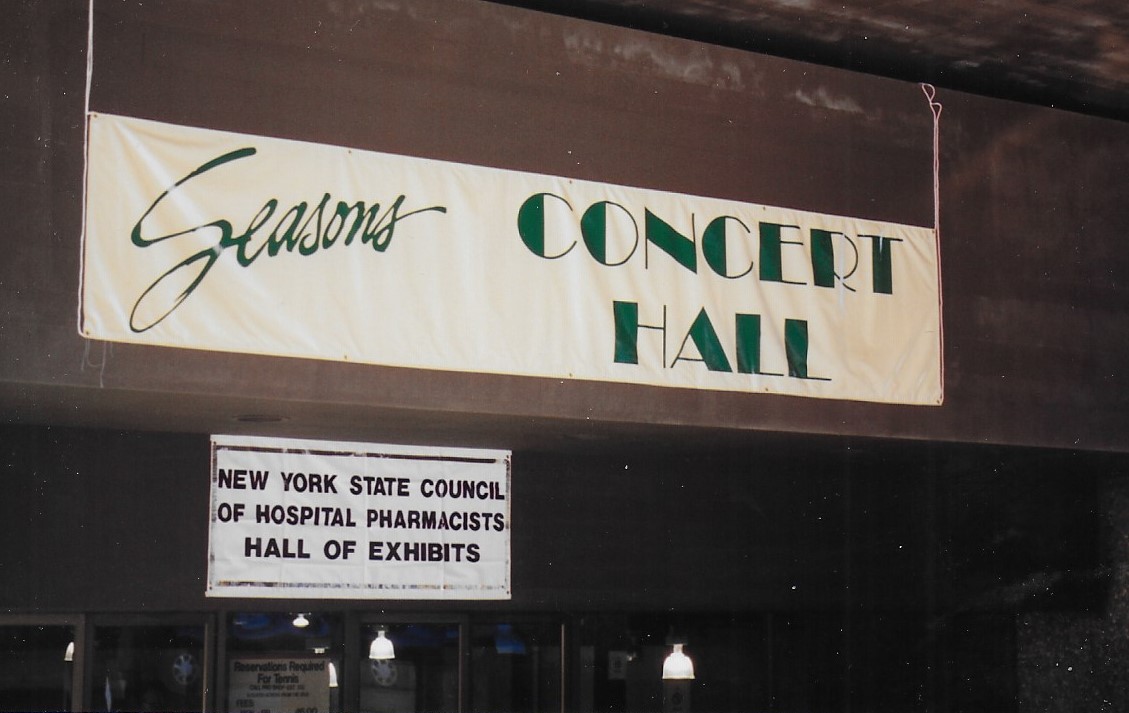 Seasons CONCERT
HALL
NEW YORK STATE COUNCIL
OF HOSPITAL PHARMACISTS
HALL OF EXHIBITS
Reservations Required
For Tennis